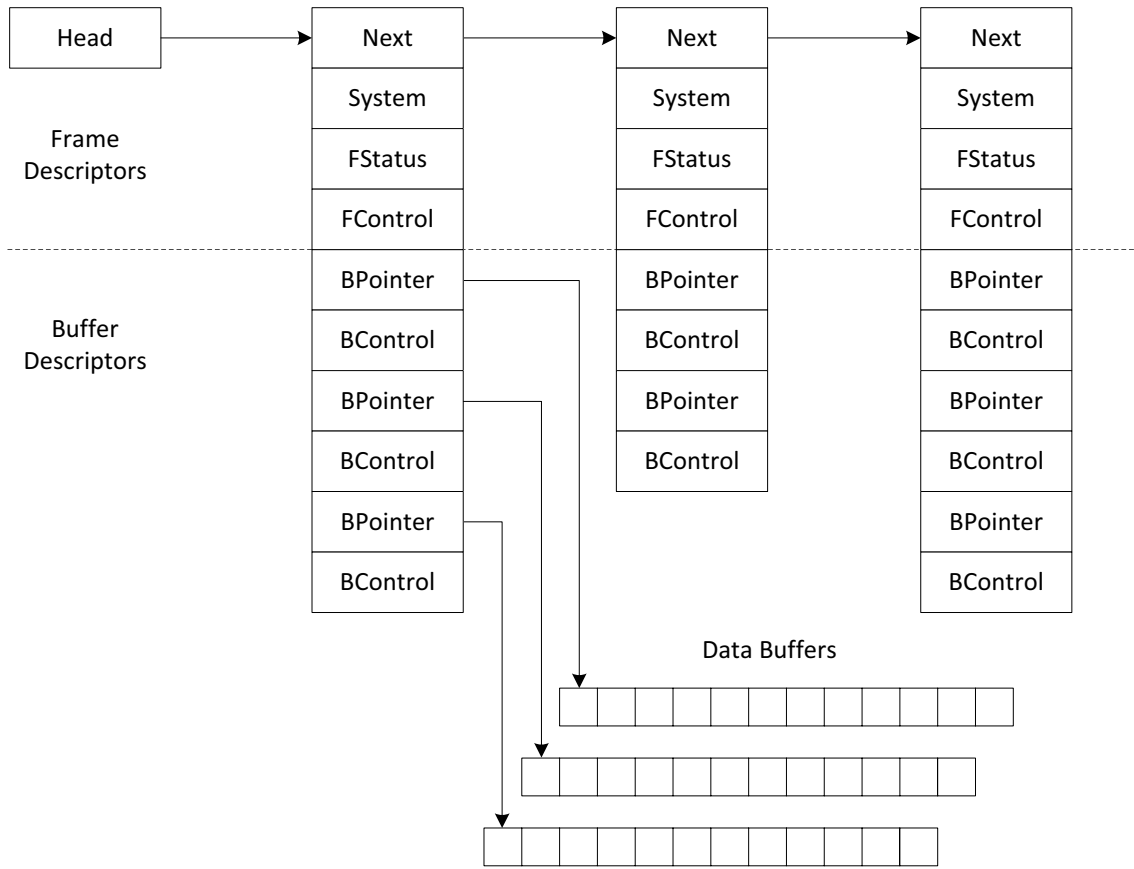 Head
Next
Next
Next
System
System
System
Frame
Descriptors
FStatus
FStatus
FStatus
FControl
FControl
FControl
BPointer
BPointer
BPointer
Buffer
Descriptors
BControl
BControl
BControl
BPointer
BPointer
BPointer
BControl
BControl
BControl
BPointer
BPointer
BControl
BControl
Data Buffers